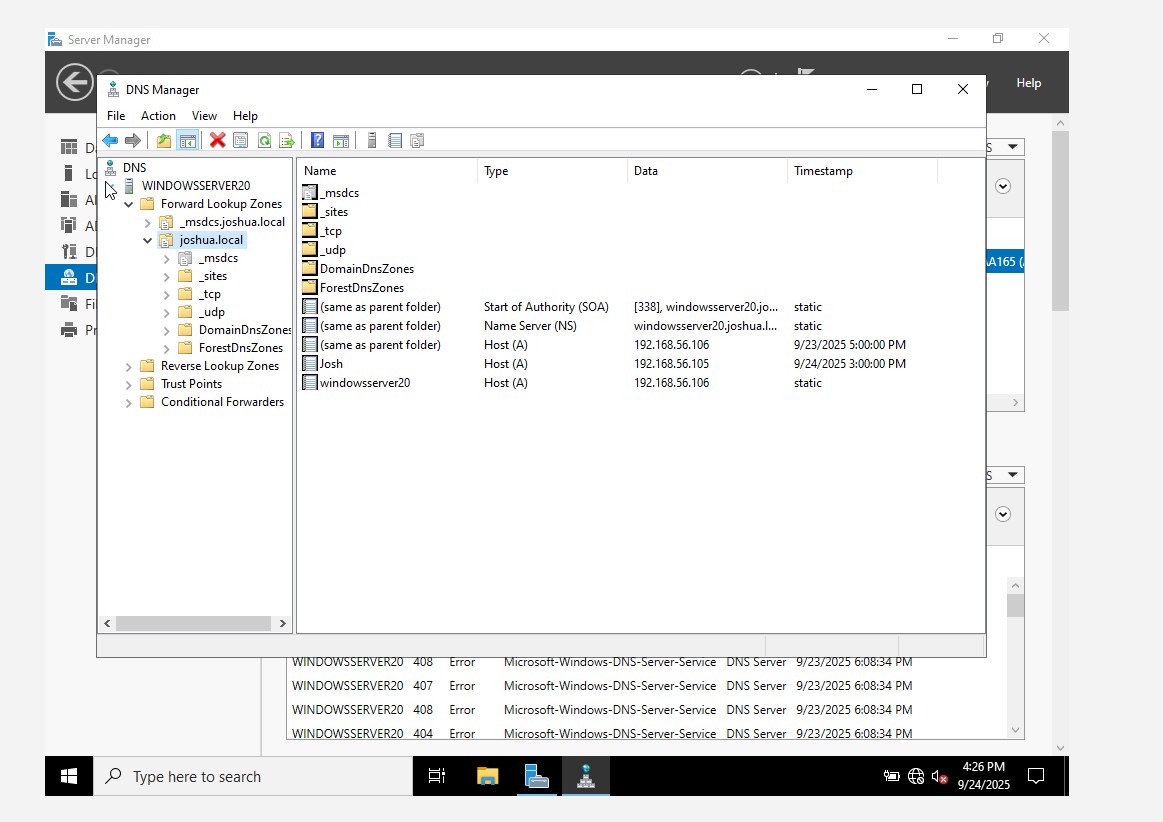 Server Manager
Help
DNS Manager
File Action View Help
DNS
WINDOWSSERVER20
Forward Lookup Zones
_msdcs.joshua.local
joshua.local
_msdcs
_sites
_tcp
_udp
DomainDnsZones
ForestDnsZones
Reverse Lookup Zones
Trust Points
Conditional Forwarders
Name Type Data Timestamp
_msdcs
_sites
_tcp
_udp
DomainDnsZones
ForestDnsZones
(same as parent folder) Start of Authority (SOA) [338], windowsserver20.jo... static
(same as parent folder) Name Server (NS) windowsserver20.joshua.l... static
(same as parent folder) Host (A) 192.168.56.106 9/23/2025 5:00:00 PM
Josh Host (A) 192.168.56.105 9/24/2025 3:00:00 PM
windowsserver20 Host (A) 192.168.56.106 static
WINDOWSSERVER20 408 Error Microsoft-Windows-DNS-Server-Service DNS Server 9/23/2025 6:08:34 PM
WINDOWSSERVER20 407 Error Microsoft-Windows-DNS-Server-Service DNS Server 9/23/2025 6:08:34 PM
WINDOWSSERVER20 408 Error Microsoft-Windows-DNS-Server-Service DNS Server 9/23/2025 6:08:34 PM
WINDOWSSERVER20 404 Error Microsoft-Windows-DNS-Server-Service DNS Server 9/23/2025 6:08:34 PM
Type here to search
4:26 PM
9/24/2025